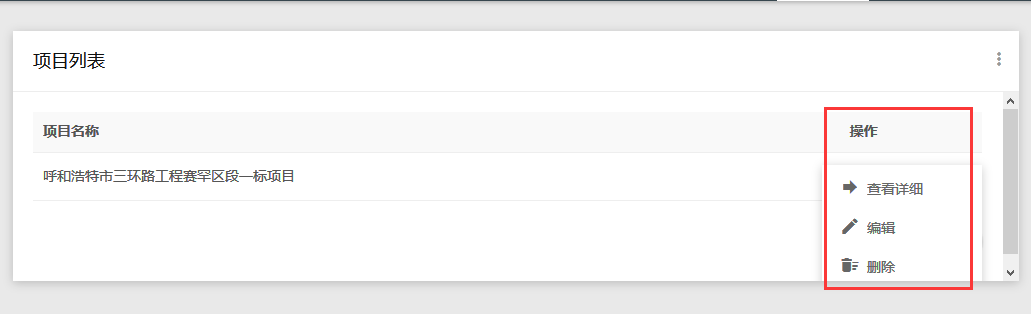 项目列表
项目名称 操作
呼和浩特市三环路工程赛罕区段一标项目
查看详细
编辑
删除